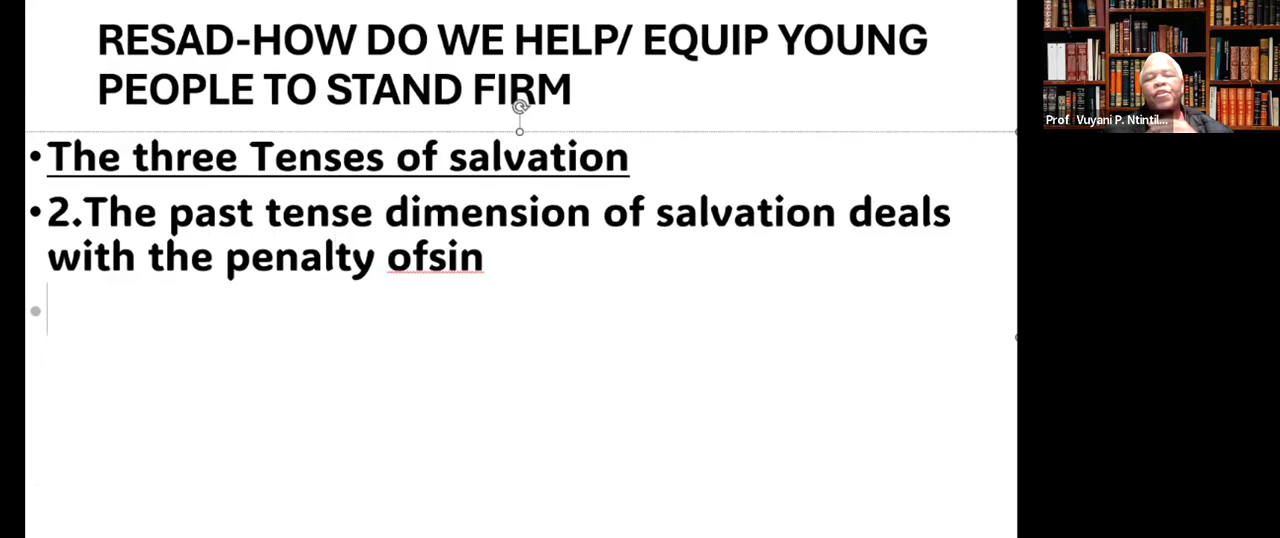 RESAD-HOW DO WE HELP/ EQUIP YOUNG
PEOPLE TO STAND FIRM
•The three Tenses of salvation
•2.The past tense dimension of salvation deals
with the penalty ofsin
Prof Vuyani P. Ntintil...